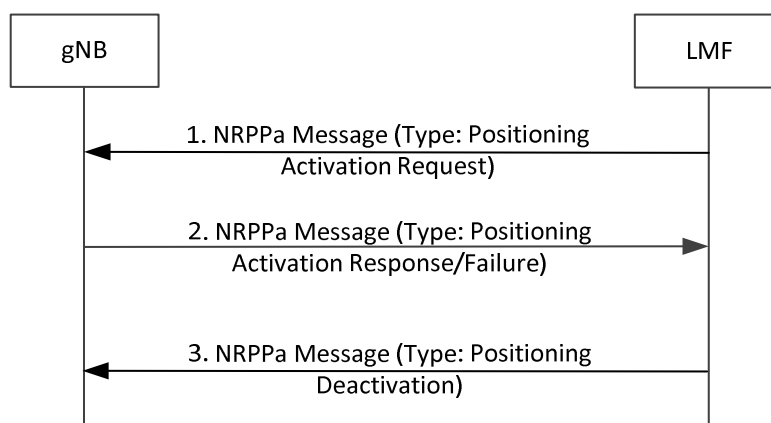 gNB
LMF
1. NRPPa Message (Type: Positioning
Activation Request)
2. NRPPa Message (Type: Positioning
Activation Response/Failure)
3. NRPPa Message (Type: Positioning
Deactivation)